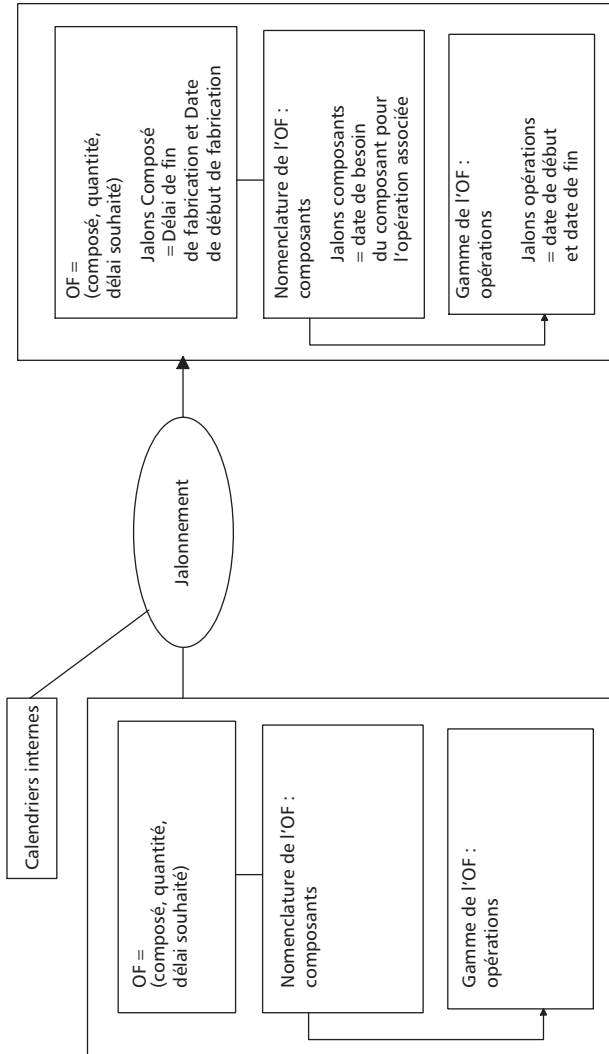 Calendriers internes
OF =
(composé, quantité,
délai souhaité)
Nomenclature de l'OF :
composants
Gamme de l'OF :
opérations
Jalonnement
OF =
(composé, quantité,
délai souhaité)
Jalons Composé
=Délai de fin
de fabrication et Date
de début de fabrication
Nomenclature de l'OF :
composants
Jalons composants
= date de besoin
du composant pour
l'opération associée
Gamme de l'OF :
opérations
Jalons opérations
= date de début
et date de fin